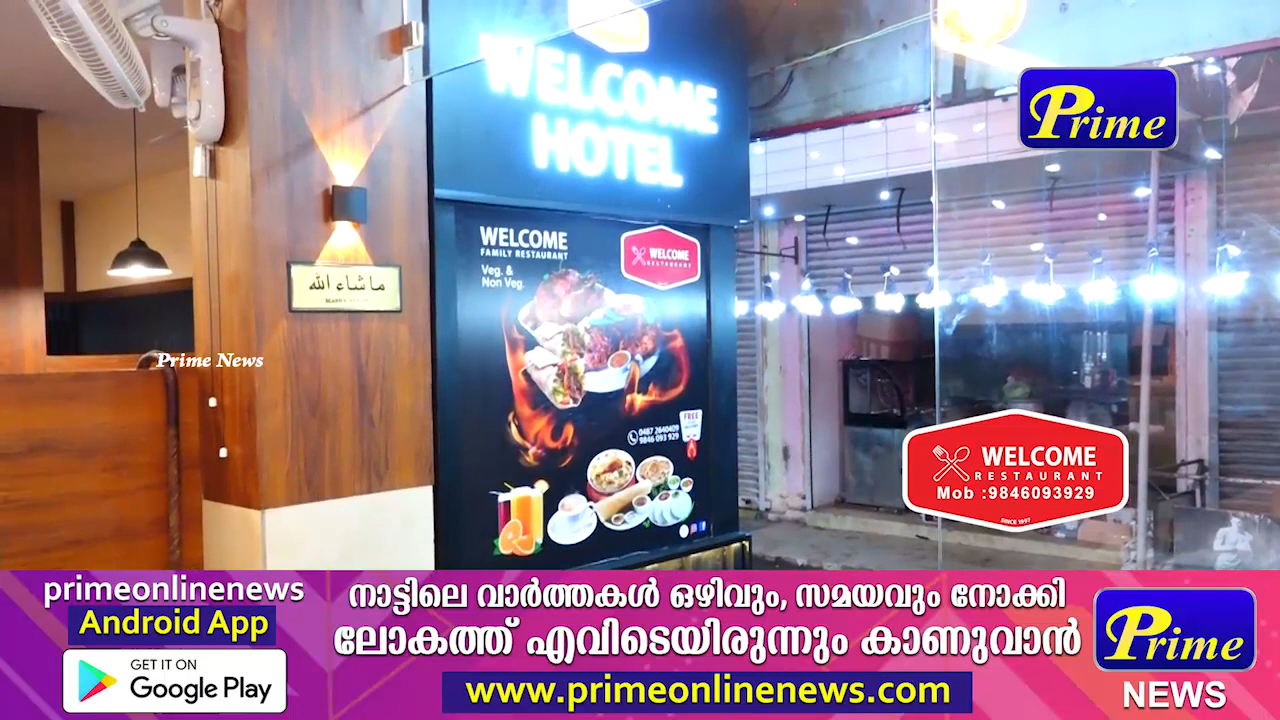 WELCOME
HOTEL
Prime
WELCOME
FAMILY RESTAURANT
Veg. &
Non Veg.
WELCOME
RESTAURANT
ما شاء الله
Prime News
0487 2640409
9846 093 929
FREE
WELCOME
RESTAURANT
Mob :9846093929
SINCE 1997
primeonlinenews
Android App
GET IT ON
Google Play
നാട്ടിലെ വാർത്തകൾ ഒഴിവും, സമയവും നോക്കി
ലോകത്ത് എവിടെയിരുന്നും കാണുവാൻ
www.primeonlinenews.com
Prime
NEWS